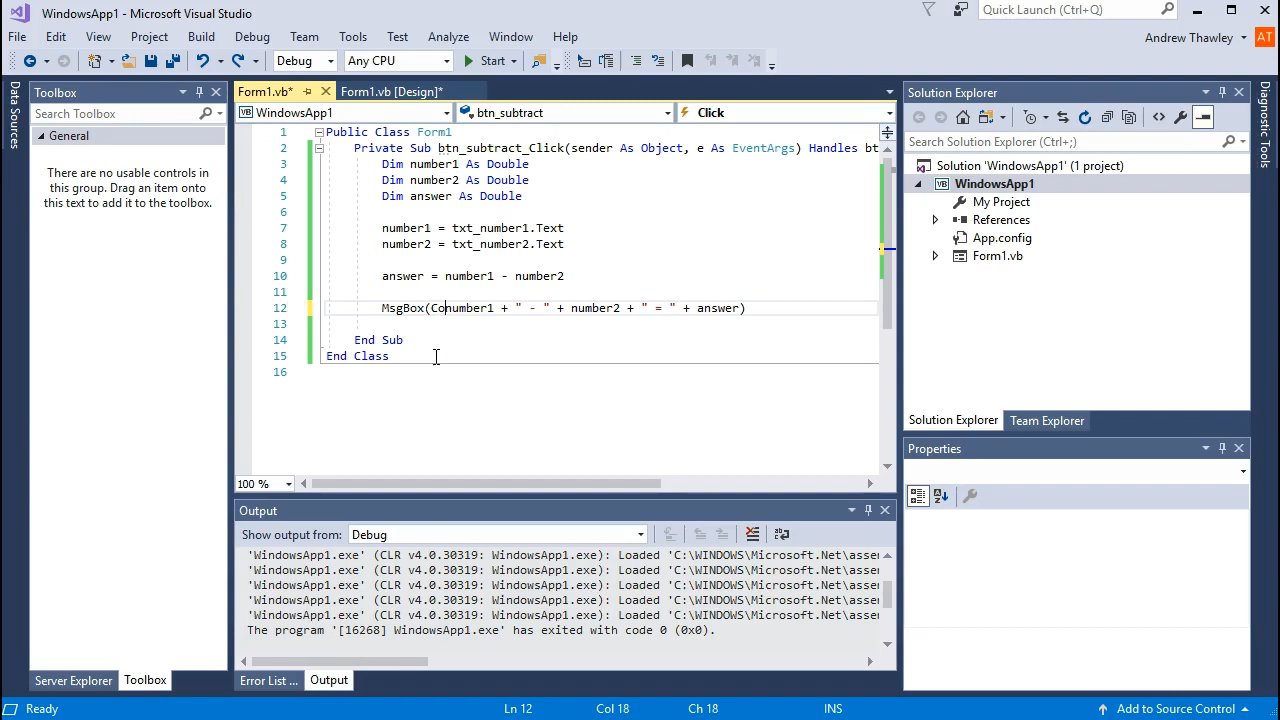 WindowsApp1 - Microsoft Visual Studio
Quick Launch (Ctrl+Q)
File Edit View Project Build Debug Team Tools Test Analyze Window Help
Andrew Thawley AT
Debug Any CPU Start
Data Sources
Toolbox
Search Toolbox
General
There are no usable controls in
this group. Drag an item onto
this text to add it to the toolbox.
Server Explorer Toolbox
Form1.vb* Form1.vb [Design]*
VB WindowsApp1 btn_subtract Click
1 Public Class Form1
2 Private Sub btn_subtract_Click(sender As Object, e As EventArgs) Handles bt
3 Dim number1 As Double
4 Dim number2 As Double
5 Dim answer As Double
6
7 number1 = txt_number1.Text
8 number2 = txt_number2.Text
9
10 answer = number1 - number2
11
12 MsgBox(Conumber1 + " - " + number2 + " = " + answer)
13
14 End Sub
15 End Class
16
100 %
Output
Show output from: Debug
'WindowsApp1.exe' (CLR v4.0.30319: WindowsApp1.exe): Loaded 'C:\WINDOWS\Microsoft.Net\assem
'WindowsApp1.exe' (CLR v4.0.30319: WindowsApp1.exe): Loaded 'C:\WINDOWS\Microsoft.Net\assem
'WindowsApp1.exe' (CLR v4.0.30319: WindowsApp1.exe): Loaded 'C:\WINDOWS\Microsoft.Net\assem
'WindowsApp1.exe' (CLR v4.0.30319: WindowsApp1.exe): Loaded 'C:\WINDOWS\Microsoft.Net\assem
'WindowsApp1.exe' (CLR v4.0.30319: WindowsApp1.exe): Loaded 'C:\WINDOWS\Microsoft.Net\assem
The program '[16268] WindowsApp1.exe' has exited with code 0 (0x0).
Error List ... Output
Solution Explorer
Search Solution Explorer (Ctrl+;)
Solution 'WindowsApp1' (1 project)
VB WindowsApp1
My Project
References
App.config
Form1.vb
Solution Explorer Team Explorer
Properties
Diagnostic Tools
Ready Ln 12 Col 18 Ch 18 INS Add to Source Control